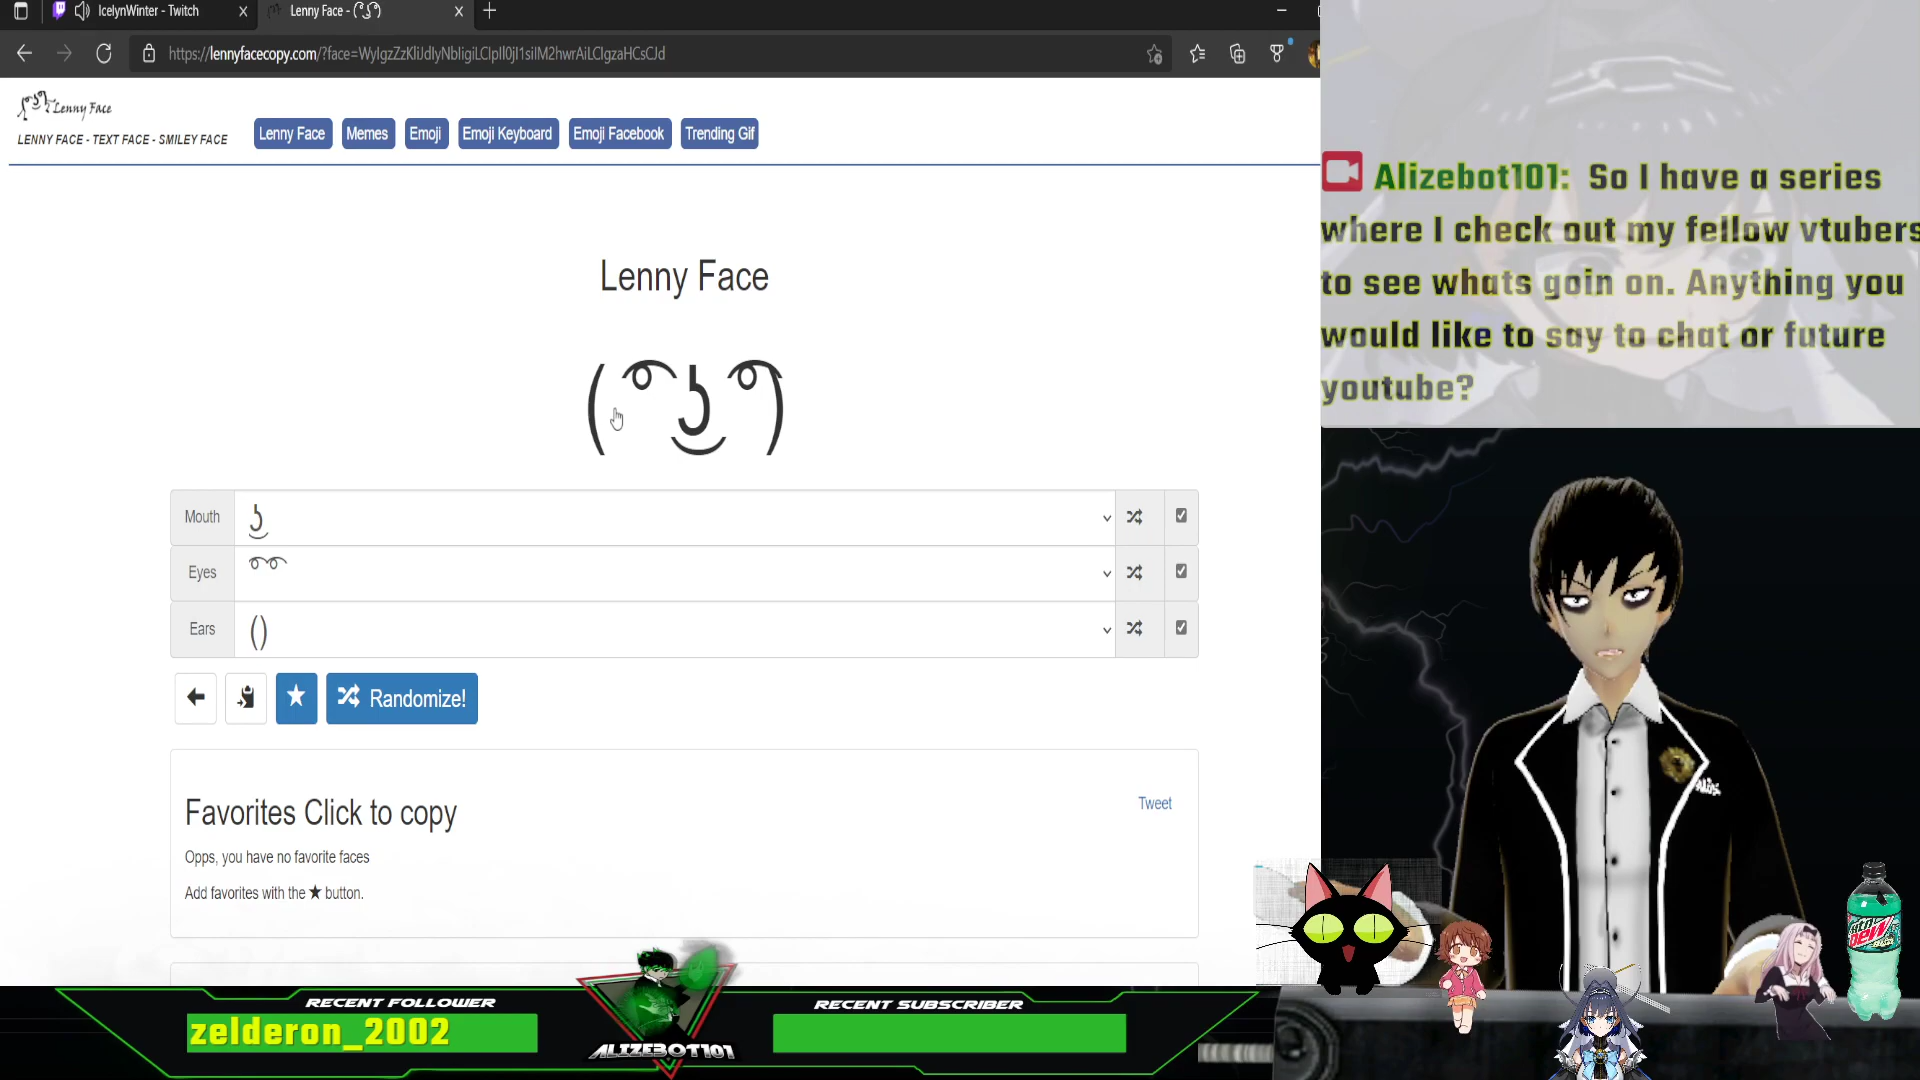 IcelynWinter - Twitch
Lenny Face - ( ͡° ͜ʖ ͡°)
https://lennyfacecopy.com/?face=WyIgzZzKliJdIyNbIigiLCIpIl0jI1siIM2hwrAiLCIgzaHCsCJd
Lenny Face
LENNY FACE - TEXT FACE - SMILEY FACE
Lenny Face
Memes
Emoji
Emoji Keyboard
Emoji Facebook
Trending Gif
Lenny Face
( ͡° ͜ʖ ͡°)
Mouth ͜ʖ
Eyes ͡° ͡°
Ears ()
Randomize!
Favorites Click to copy
Tweet
Opps, you have no favorite faces
Add favorites with the ★ button.
Alizebot101: So I have a series
where I check out my fellow vtubers
to see whats goin on. Anything you
would like to say to chat or future
youtube?
RECENT FOLLOWER
zelderon_2002
ALIZEBOT101
RECENT SUBSCRIBER